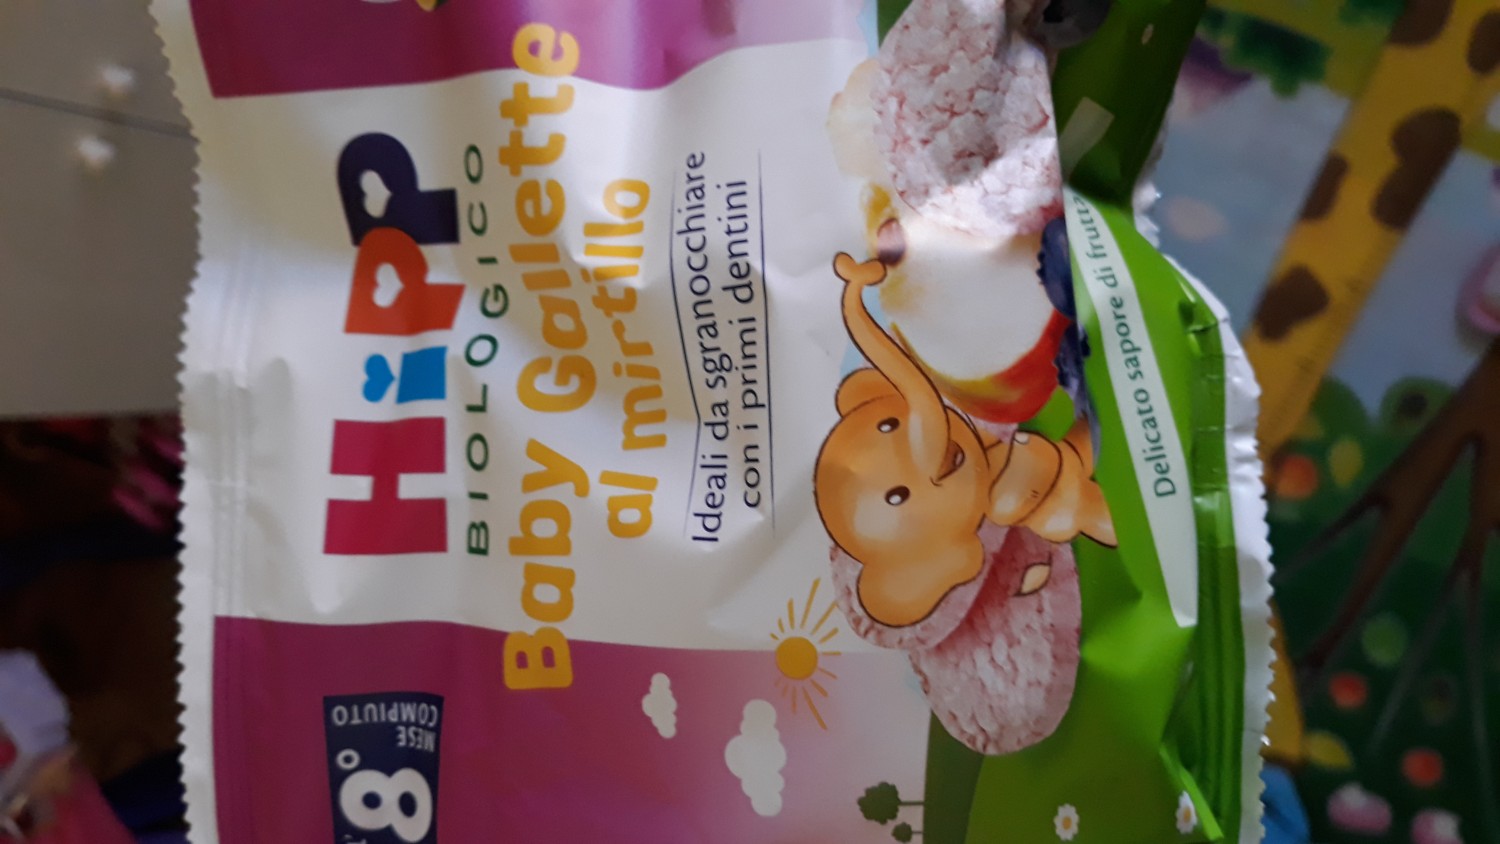 HiPP
BIOLOGICO
Baby Gallette
al mirtillo
Ideali da sgranocchiare
con i primi dentini
8°
MESE
COMPIUTO
Delicato sapore di frutta